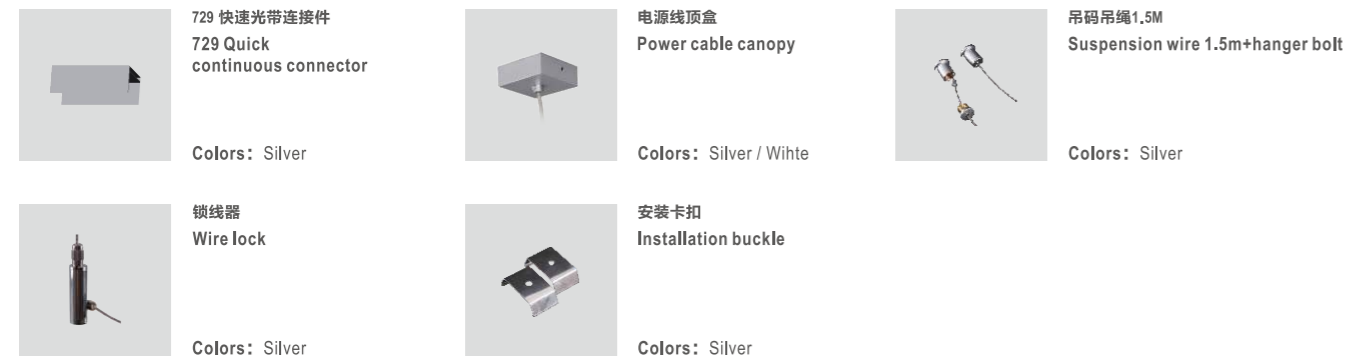 729 快速光带连接件
729 Quick
continuous connector
Colors：Silver
电源线顶盒
Power cable canopy
Colors：Silver / Wihte
吊码吊绳1.5M
Suspension wire 1.5m+hanger bolt
Colors：Silver
锁线器
Wire lock
Colors：Silver
安装卡扣
Installation buckle
Colors：Silver